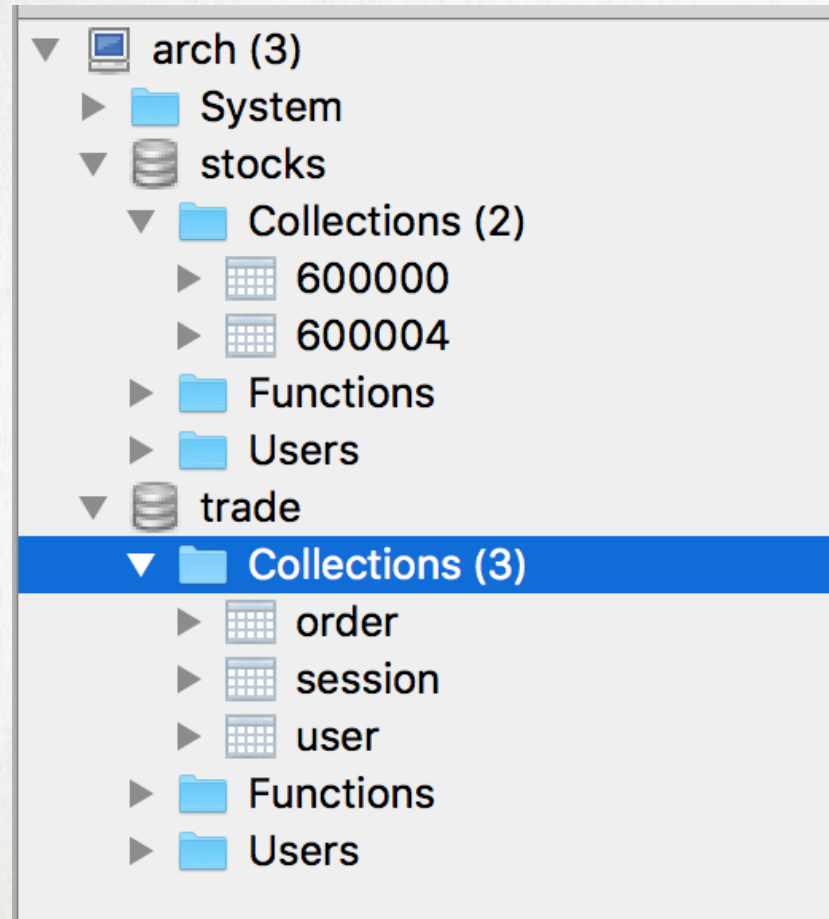 arch (3)
System
stocks
Collections (2)
600000
600004
Functions
Users
trade
Collections (3)
order
session
user
Functions
Users